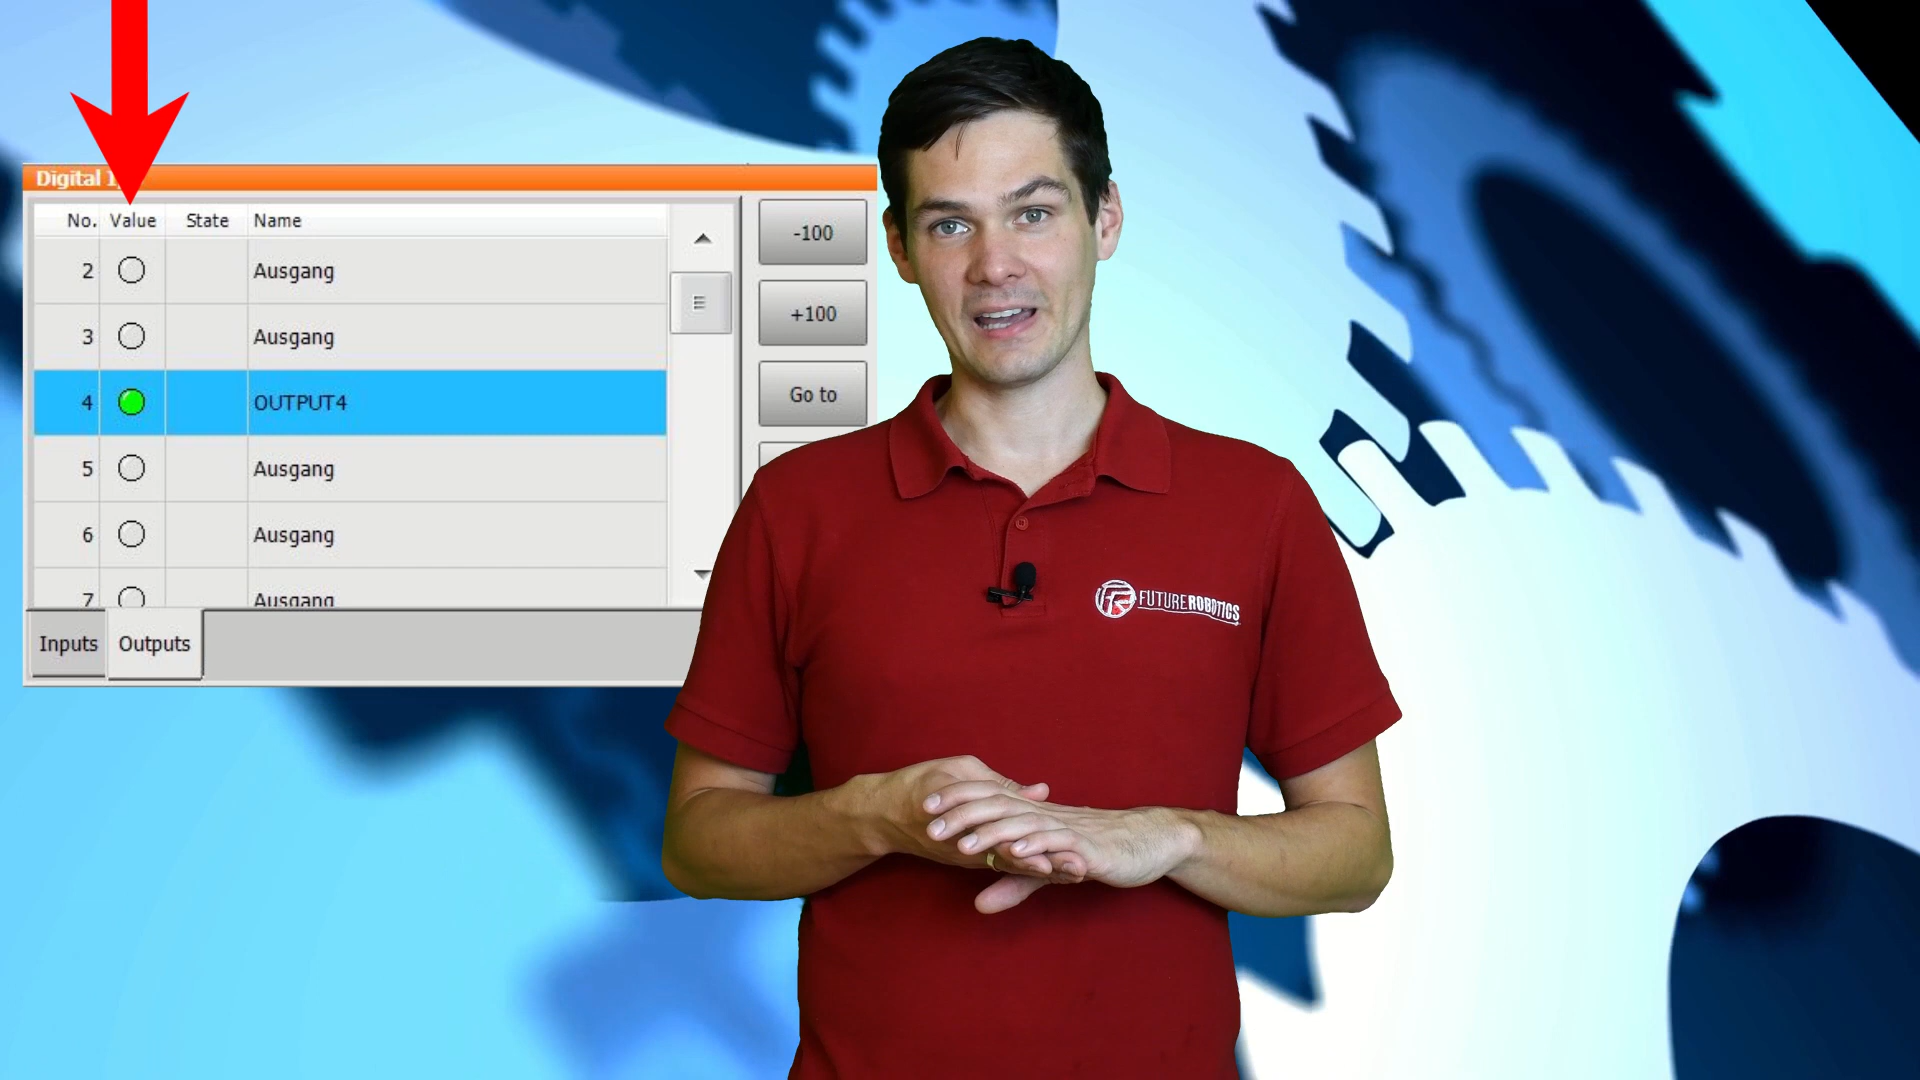 Digital
No. Value State Name
2 Ausgang
3 Ausgang
4 OUTPUT4
5 Ausgang
6 Ausgang
7 Ausgang
Inputs Outputs
-100
+100
Go to
FUTUREROBOTICS